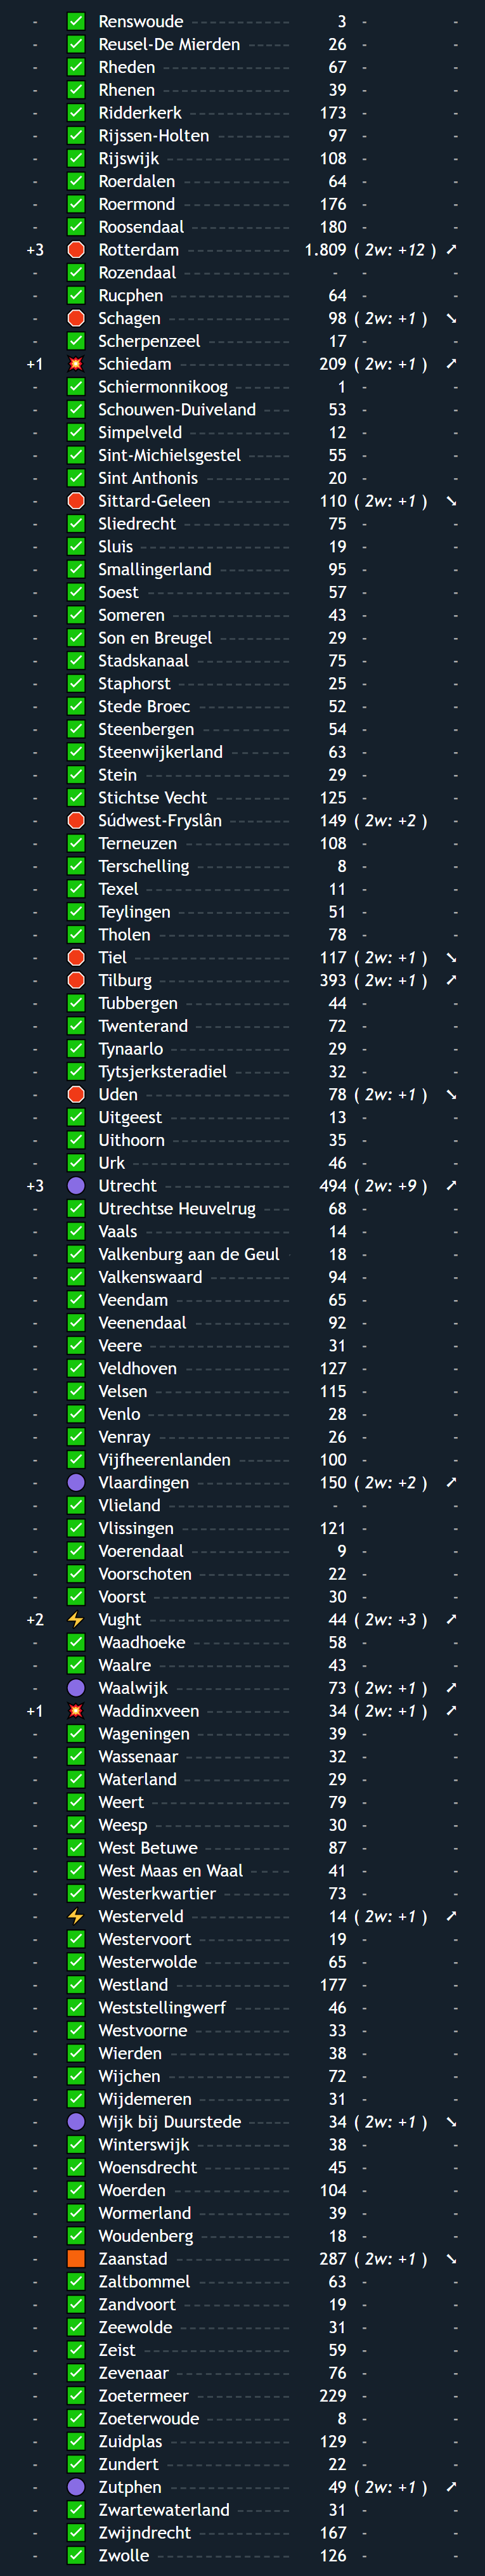 - ✅ Renswoude 3 - -
- ✅ Reusel-De Mierden 26 - -
- ✅ Rheden 67 - -
- ✅ Rhenen 39 - -
- ✅ Ridderkerk 173 - -
- ✅ Rijssen-Holten 97 - -
- ✅ Rijswijk 108 - -
- ✅ Roerdalen 64 - -
- ✅ Roermond 176 - -
- ✅ Roosendaal 180 - -
+3 🛑 Rotterdam 1.809 ( 2w: +12 ) ➚
- ✅ Rozendaal - - -
- ✅ Rucphen 64 - -
- 🛑 Schagen 98 ( 2w: +1 ) ➘
- ✅ Scherpenzeel 17 - -
+1 💥 Schiedam 209 ( 2w: +1 ) ➚
- ✅ Schiermonnikoog 1 - -
- ✅ Schouwen-Duiveland 53 - -
- ✅ Simpelveld 12 - -
- ✅ Sint-Michielsgestel 55 - -
- ✅ Sint Anthonis 20 - -
- 🛑 Sittard-Geleen 110 ( 2w: +1 ) ➘
- ✅ Sliedrecht 75 - -
- ✅ Sluis 19 - -
- ✅ Smallingerland 95 - -
- ✅ Soest 57 - -
- ✅ Someren 43 - -
- ✅ Son en Breugel 29 - -
- ✅ Stadskanaal 75 - -
- ✅ Staphorst 25 - -
- ✅ Stede Broec 52 - -
- ✅ Steenbergen 54 - -
- ✅ Steenwijkerland 63 - -
- ✅ Stein 29 - -
- ✅ Stichtse Vecht 125 - -
- 🛑 Súdwest-Fryslân 149 ( 2w: +2 )
- ✅ Terneuzen 108 - -
- ✅ Terschelling 8 - -
- ✅ Texel 11 - -
- ✅ Teylingen 51 - -
- ✅ Tholen 78 - -
- 🛑 Tiel 117 ( 2w: +1 ) ➘
- 🛑 Tilburg 393 ( 2w: +1 ) ➚
- ✅ Tubbergen 44 - -
- ✅ Twenterand 72 - -
- ✅ Tynaarlo 29 - -
- ✅ Tytsjerksteradiel 32 - -
- 🛑 Uden 78 ( 2w: +1 ) ➘
- ✅ Uitgeest 13 - -
- ✅ Uithoorn 35 - -
- ✅ Urk 46 - -
+3 🟣 Utrecht 494 ( 2w: +9 ) ➚
- ✅ Utrechtse Heuvelrug 68 - -
- ✅ Vaals 14 - -
- ✅ Valkenburg aan de Geul 18 - -
- ✅ Valkenswaard 94 - -
- ✅ Veendam 65 - -
- ✅ Veenendaal 92 - -
- ✅ Veere 31 - -
- ✅ Veldhoven 127 - -
- ✅ Velsen 115 - -
- ✅ Venlo 28 - -
- ✅ Venray 26 - -
- ✅ Vijfheerenlanden 100 - -
- 🟣 Vlaardingen 150 ( 2w: +2 ) ➚
- ✅ Vlieland - - -
- ✅ Vlissingen 121 - -
- ✅ Voerendaal 9 - -
- ✅ Voorschoten 22 - -
- ✅ Voorst 30 - -
+2 ⚡ Vught 44 ( 2w: +3 ) ➚
- ✅ Waadhoeke 58 - -
- ✅ Waalre 43 - -
- 🟣 Waalwijk 73 ( 2w: +1 ) ➚
+1 💥 Waddinxveen 34 ( 2w: +1 ) ➚
- ✅ Wageningen 39 - -
- ✅ Wassenaar 32 - -
- ✅ Waterland 29 - -
- ✅ Weert 79 - -
- ✅ Weesp 30 - -
- ✅ West Betuwe 87 - -
- ✅ West Maas en Waal 41 - -
- ✅ Westerkwartier 73 - -
- ⚡ Westerveld 14 ( 2w: +1 ) ➚
- ✅ Westervoort 19 - -
- ✅ Westerwolde 65 - -
- ✅ Westland 177 - -
- ✅ Weststellingwerf 46 - -
- ✅ Westvoorne 33 - -
- ✅ Wierden 38 - -
- ✅ Wijchen 72 - -
- ✅ Wijdemeren 31 - -
- 🟣 Wijk bij Duurstede 34 ( 2w: +1 ) ➘
- ✅ Winterswijk 38 - -
- ✅ Woensdrecht 45 - -
- ✅ Woerden 104 - -
- ✅ Wormerland 39 - -
- ✅ Woudenberg 18 - -
- 🟧 Zaanstad 287 ( 2w: +1 ) ➘
- ✅ Zaltbommel 63 - -
- ✅ Zandvoort 19 - -
- ✅ Zeewolde 31 - -
- ✅ Zeist 59 - -
- ✅ Zevenaar 76 - -
- ✅ Zoetermeer 229 - -
- ✅ Zoeterwoude 8 - -
- ✅ Zuidplas 129 - -
- ✅ Zundert 22 - -
- 🟣 Zutphen 49 ( 2w: +1 ) ➚
- ✅ Zwartewaterland 31 - -
- ✅ Zwijndrecht 167 - -
- ✅ Zwolle 126 - -